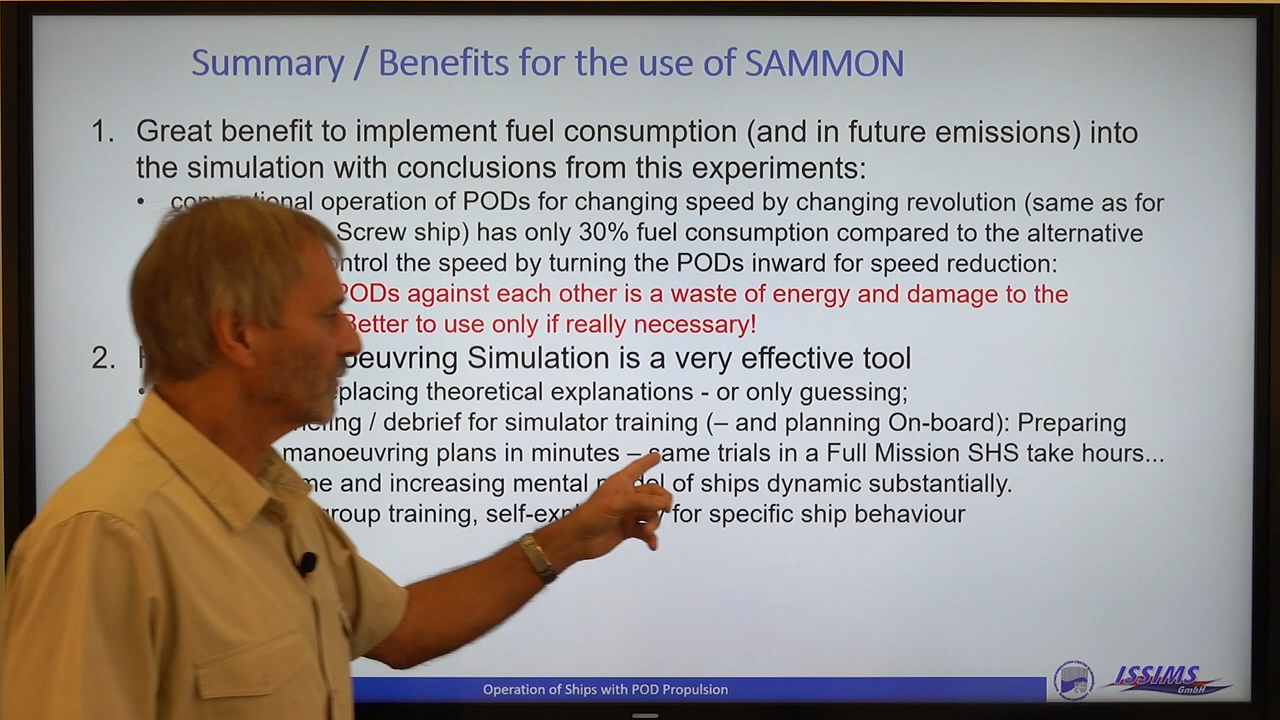 Summary / Benefits for the use of SAMMON
1. Great benefit to implement fuel consumption (and in future emissions) into
the simulation with conclusions from this experiments:
• operation of PODs for changing speed by changing revolution (same as for
Screw ship) has only 30% fuel consumption compared to the alternative
the speed by turning the PODs inward for speed reduction:
PODs against each other is a waste of energy and damage to the
Better to use only if really necessary!
2. Simulation is a very effective tool
• theoretical explanations - or only guessing;
/ debrief for simulator training (– and planning On-board): Preparing
manoeuvring plans in minutes – same trials in a Full Mission SHS take hours...
and increasing mental of ships dynamic substantially.
group training, for specific ship behaviour
Operation of Ships with POD Propulsion
ISSIMS
GmbH